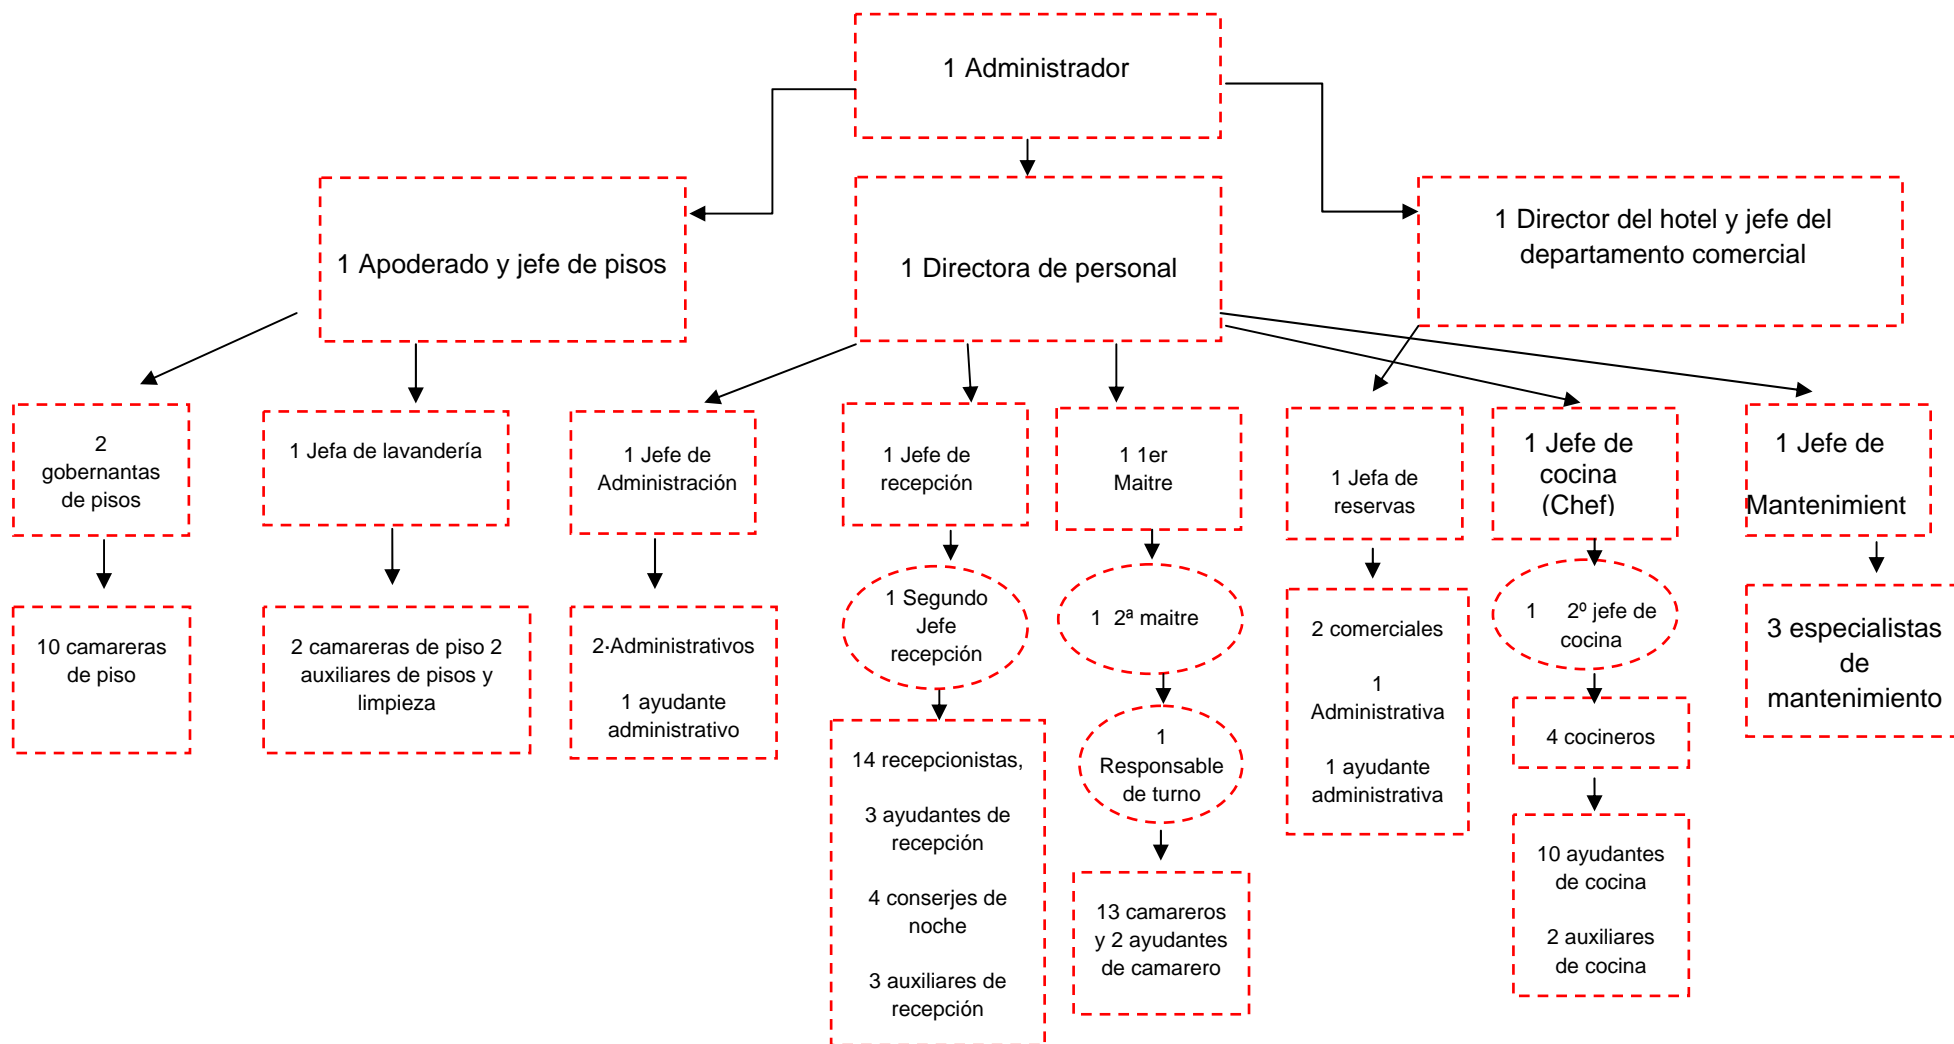 1 Administrador
1 Apoderado y jefe de pisos
1 Directora de personal
1 Director del hotel y jefe del
departamento comercial
2
gobernantas
de pisos
1 Jefa de lavandería
1 Jefe de
Administración
1 Jefe de
recepción
1 1er
Maitre
1 Jefa de
reservas
1 Jefe de
cocina
(Chef)
1 Jefe de
Mantenimient
10 camareras
de piso
2 camareras de piso 2
auxiliares de pisos y
limpieza
2·Administrativos
1 ayudante
administrativo
1 Segundo
Jefe
recepción
14 recepcionistas,
3 ayudantes de
recepción
4 conserjes de
noche
3 auxiliares de
recepción
1 2ª maitre
1
Responsable
de turno
13 camareros
y 2 ayudantes
de camarero
2 comerciales
1
Administrativa
1 ayudante
administrativa
1 2º jefe de
cocina
4 cocineros
10 ayudantes
de cocina
2 auxiliares
de cocina
3 especialistas
de
mantenimiento